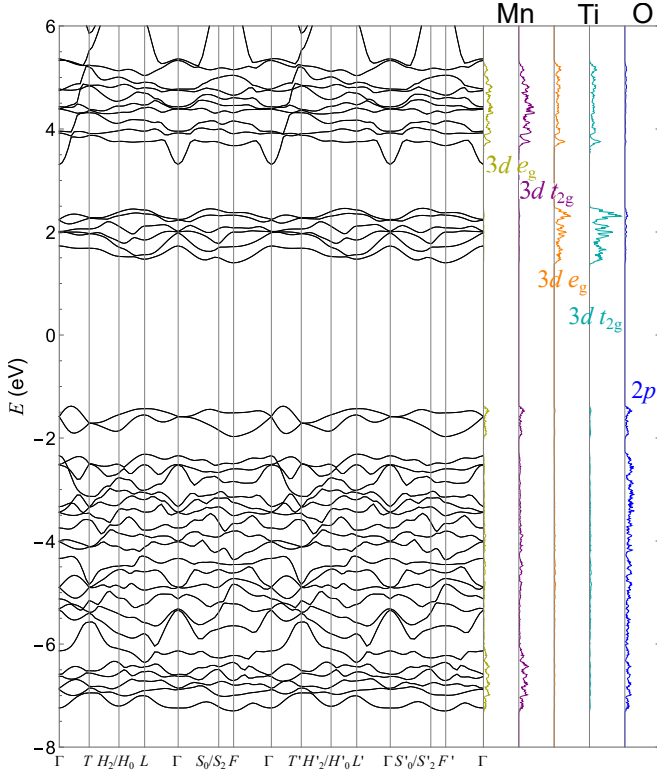 Mn Ti O
6
4
2
0
−2
−4
−6
−8
E (eV)
3d eg
3d t2g
3d eg
3d t2g
2p
Γ T H2/H0 L Γ S0/S2 F Γ T' H'2/H'0 L' Γ S'0/S'2 F' Γ